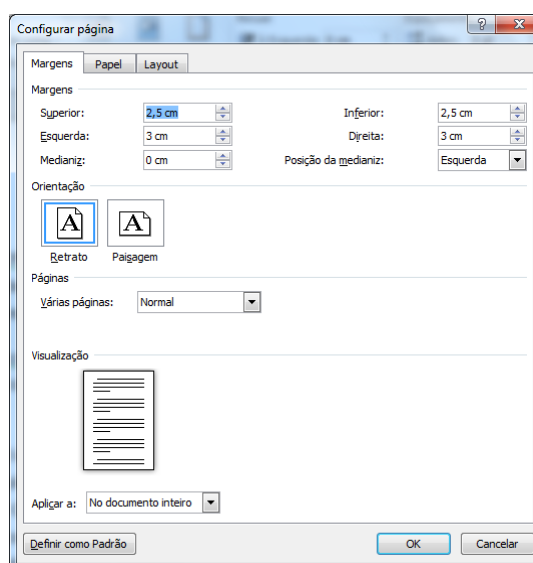 Configurar página
Margens Papel Layout
Margens
Superior: 2,5 cm Inferior: 2,5 cm
Esquerda: 3 cm Direita: 3 cm
Medianiz: 0 cm Posição da medianiz: Esquerda
Orientação
A A
Retrato Paisagem
Páginas
Várias páginas: Normal
Visualização
Aplicar a: No documento inteiro
Definir como Padrão OK Cancelar